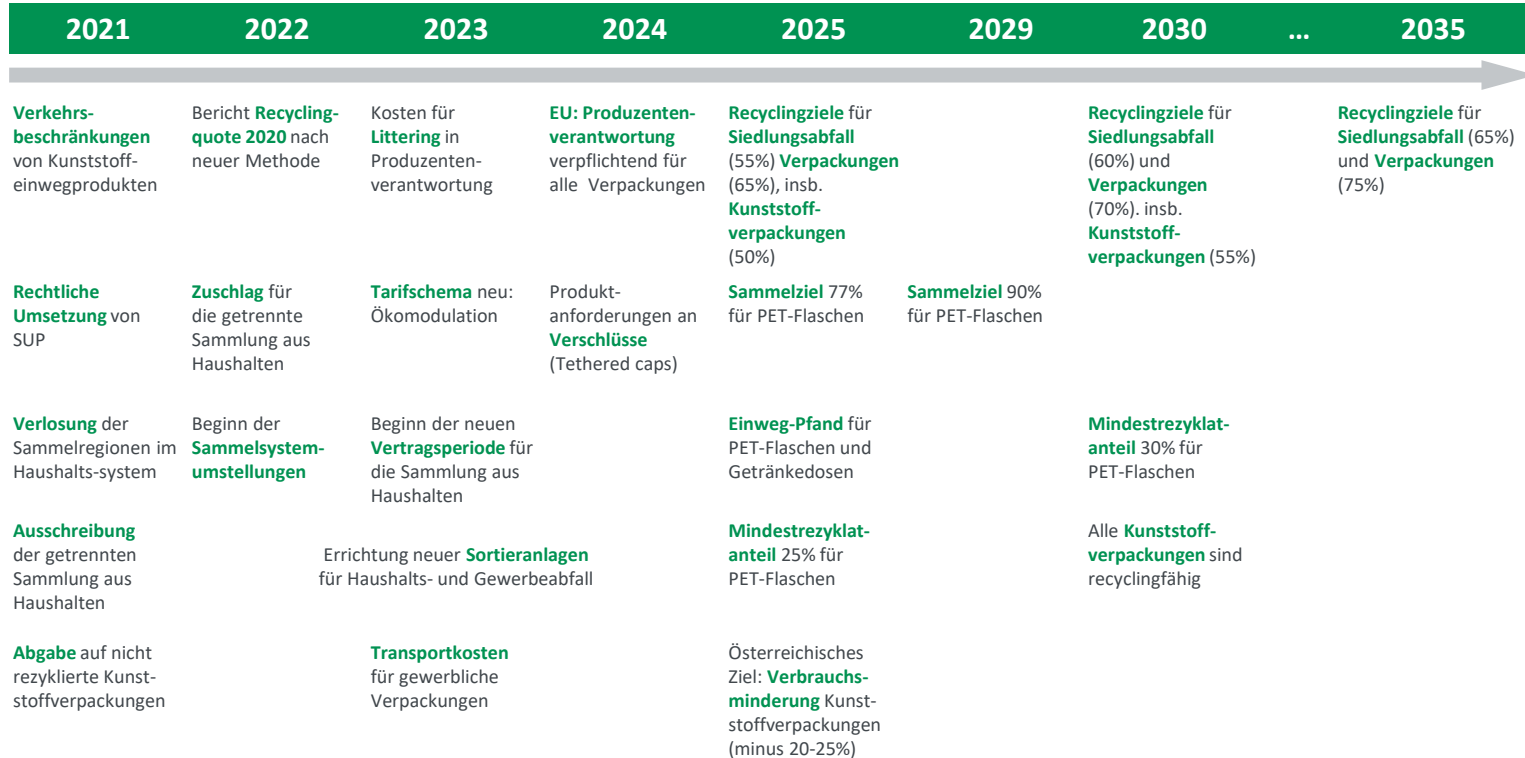 2021 2022 2023 2024 2025 2029 2030 ... 2035
Verkehrs-
beschränkungen
von Kunststoff-
einwegprodukten
Bericht Recycling-
quote 2020 nach
neuer Methode
Kosten für
Littering in
Produzenten-
verantwortung
EU: Produzenten-
verantwortung
verpflichtend für
alle Verpackungen
Recyclingziele für
Siedlungsabfall
(55%) Verpackungen
(65%), insb.
Kunststoff-
verpackungen
(50%)
Recyclingziele für
Siedlungsabfall
(60%) und
Verpackungen
(70%). insb.
Kunststoff-
verpackungen (55%)
Recyclingziele für
Siedlungsabfall (65%)
und Verpackungen
(75%)
Rechtliche
Umsetzung von
SUP
Zuschlag für
die getrennte
Sammlung aus
Haushalten
Tarifschema neu:
Ökomodulation
Produkt-
anforderungen an
Verschlüsse
(Tethered caps)
Sammelziel 77%
für PET-Flaschen
Sammelziel 90%
für PET-Flaschen
Verlosung der
Sammelregionen im
Haushalts-system
Beginn der
Sammelsystem-
umstellungen
Beginn der neuen
Vertragsperiode für
die Sammlung aus
Haushalten
Einweg-Pfand für
PET-Flaschen und
Getränkedosen
Mindestrezyklat-
anteil 30% für
PET-Flaschen
Ausschreibung
der getrennten
Sammlung aus
Haushalten
Errichtung neuer Sortieranlagen
für Haushalts- und Gewerbeabfall
Mindestrezyklat-
anteil 25% für
PET-Flaschen
Alle Kunststoff-
verpackungen sind
recyclingfähig
Abgabe auf nicht
rezyklierte Kunst-
stoffverpackungen
Transportkosten
für gewerbliche
Verpackungen
Österreichisches
Ziel: Verbrauchs-
minderung Kunst-
stoffverpackungen
(minus 20-25%)